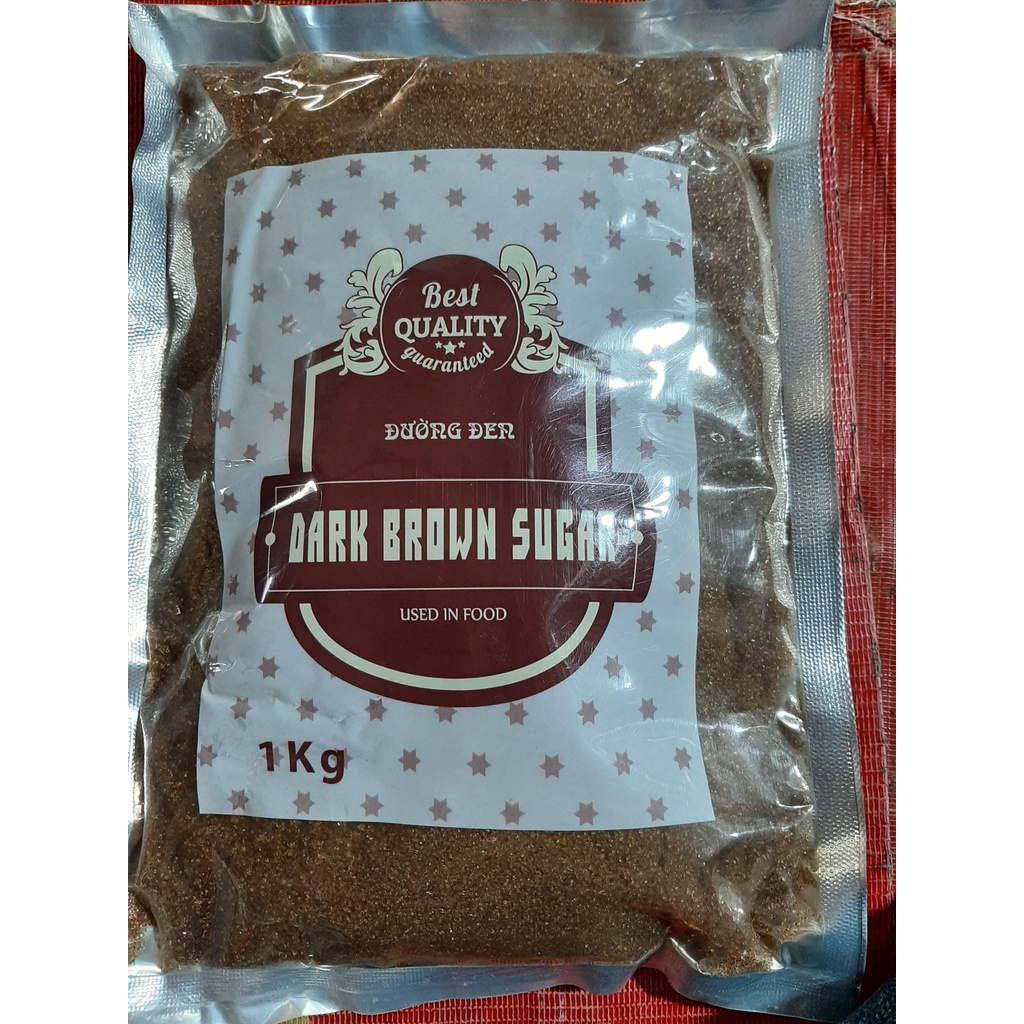 Best
QUALITY
guaranteed
ĐƯỜNG ĐEN
DARK BROWN SUGAR
USED IN FOOD
1Kg